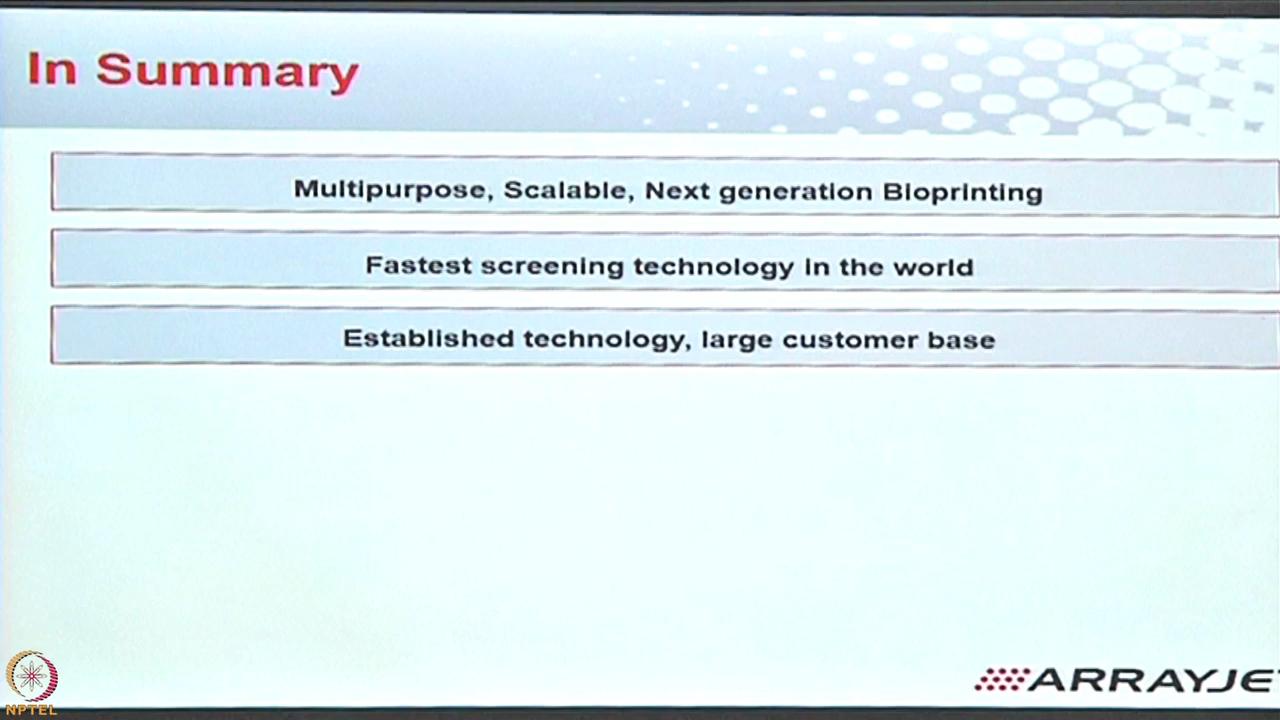 In Summary
Multipurpose, Scalable, Next generation Bioprinting
Fastest screening technology in the world
Established technology, large customer base
ARRAYJE
NPTEL